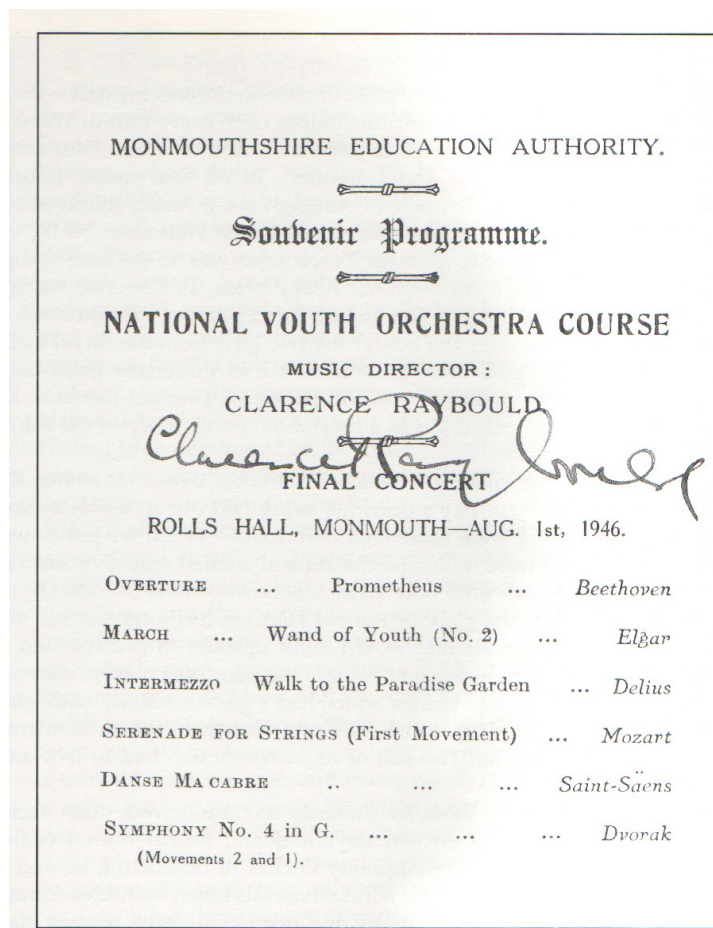 MONMOUTHSHIRE EDUCATION AUTHORITY.
Souvenir Programme.
NATIONAL YOUTH ORCHESTRA COURSE
MUSIC DIRECTOR:
CLARENCE RAYBOULD
Clarence Raybould
FINAL CONCERT
ROLLS HALL, MONMOUTH—AUG. 1st, 1946.
OVERTURE ... Prometheus ... Beethoven
MARCH ... Wand of Youth (No. 2) ... Elgar
INTERMEZZO Walk to the Paradise Garden ... Delius
SERENADE FOR STRINGS (First Movement) ... Mozart
DANSE MACABRE .. ... ... Saint-Säens
SYMPHONY No. 4 in G. ... ... ... Dvorak
(Movements 2 and 1).